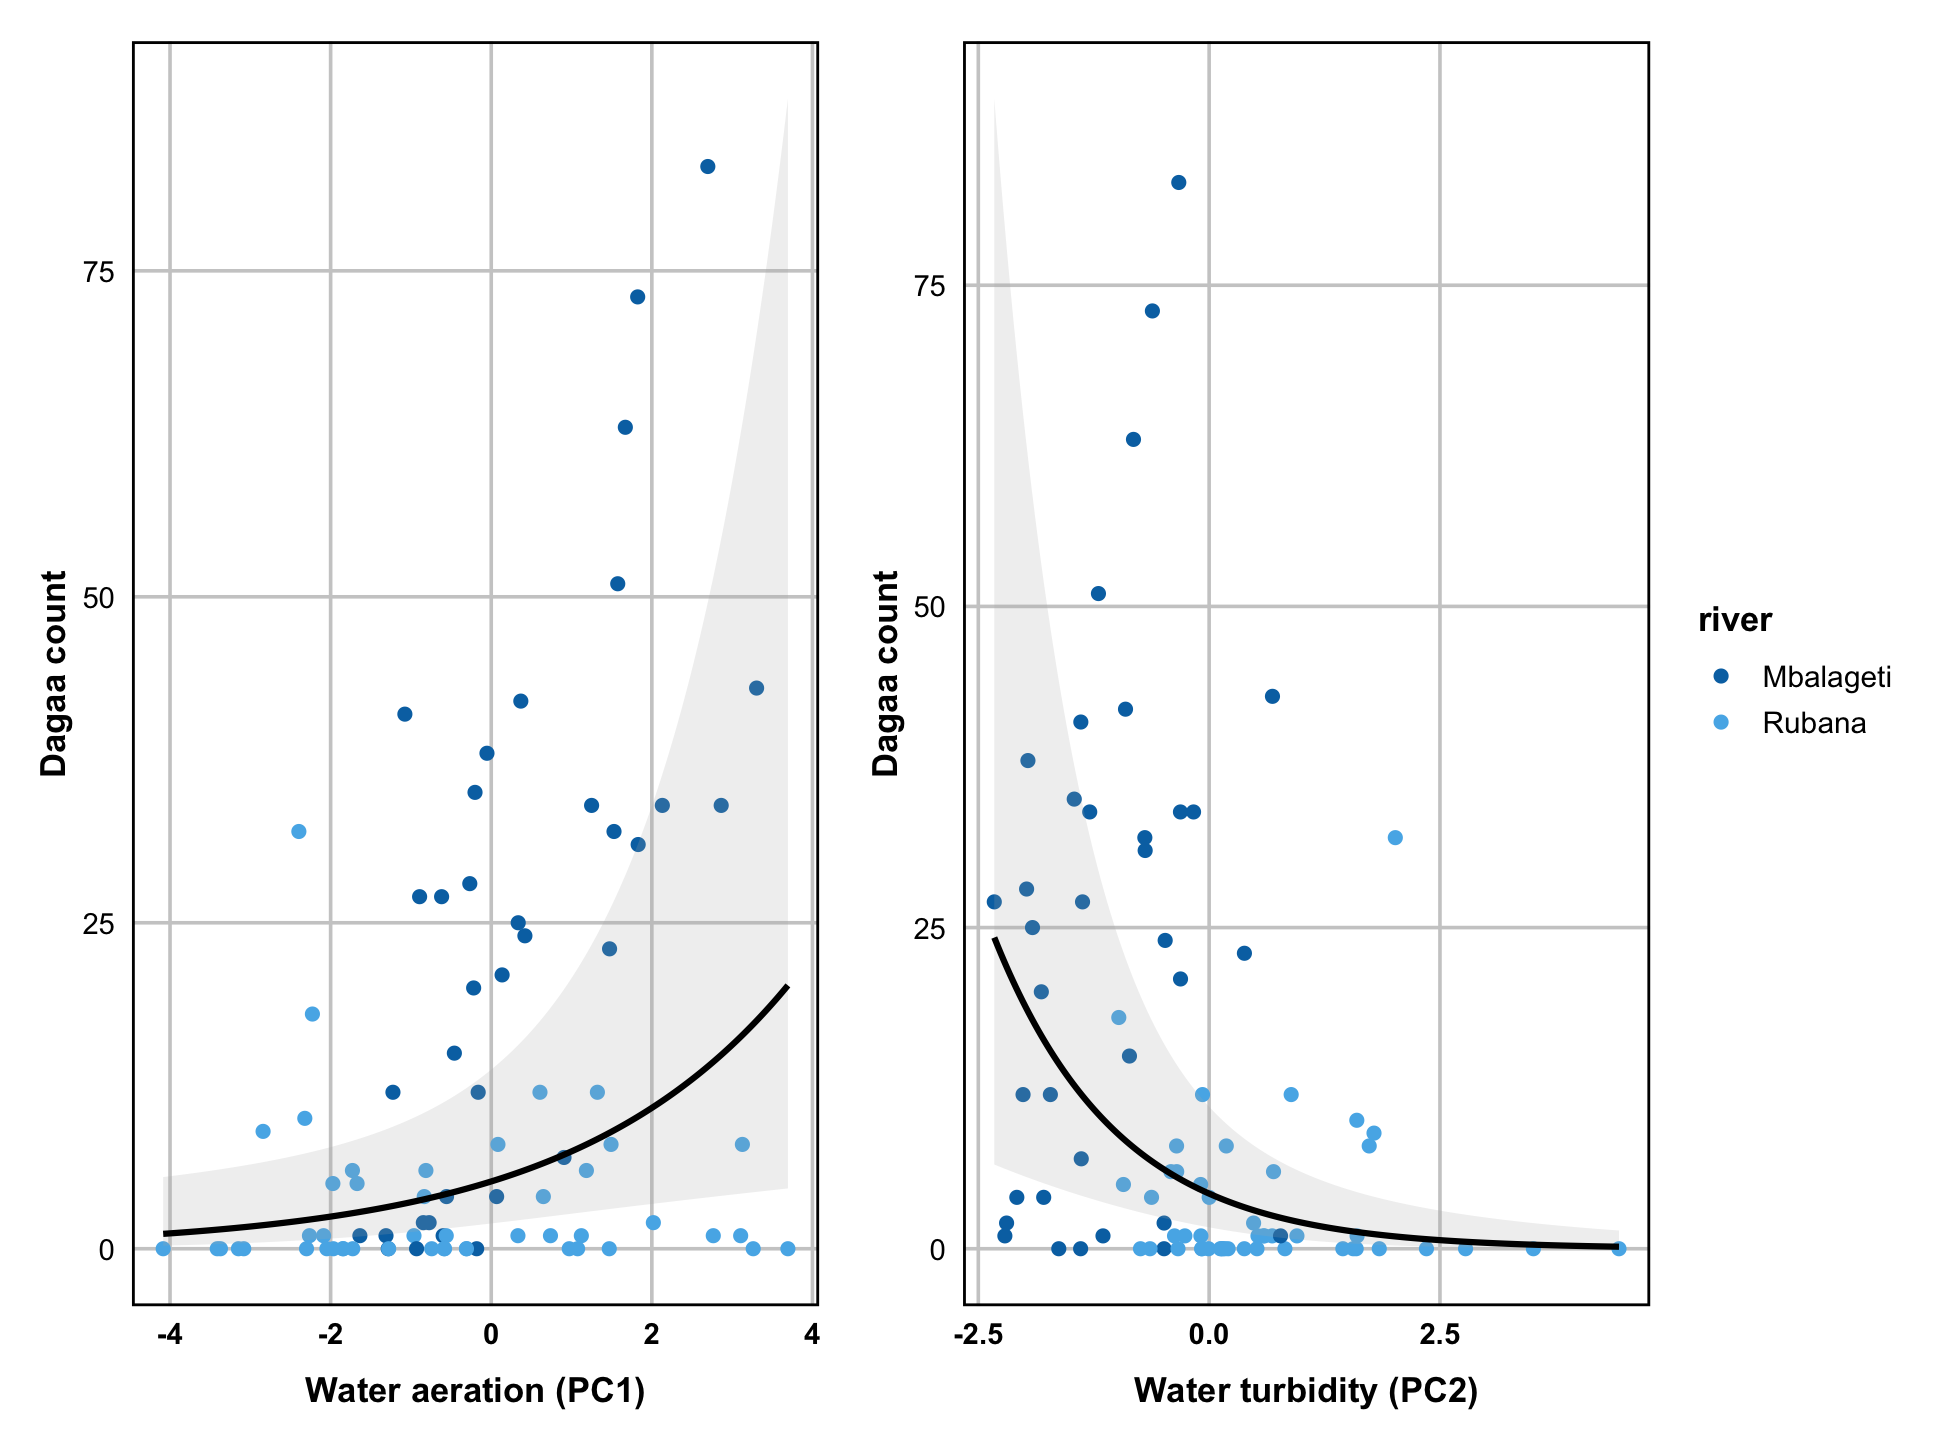 Dagaa count
75
50
25
0
-4 -2 0 2 4
Water aeration (PC1)
Dagaa count
75
50
25
0
-2.5 0.0 2.5
Water turbidity (PC2)
river
Mbalageti
Rubana